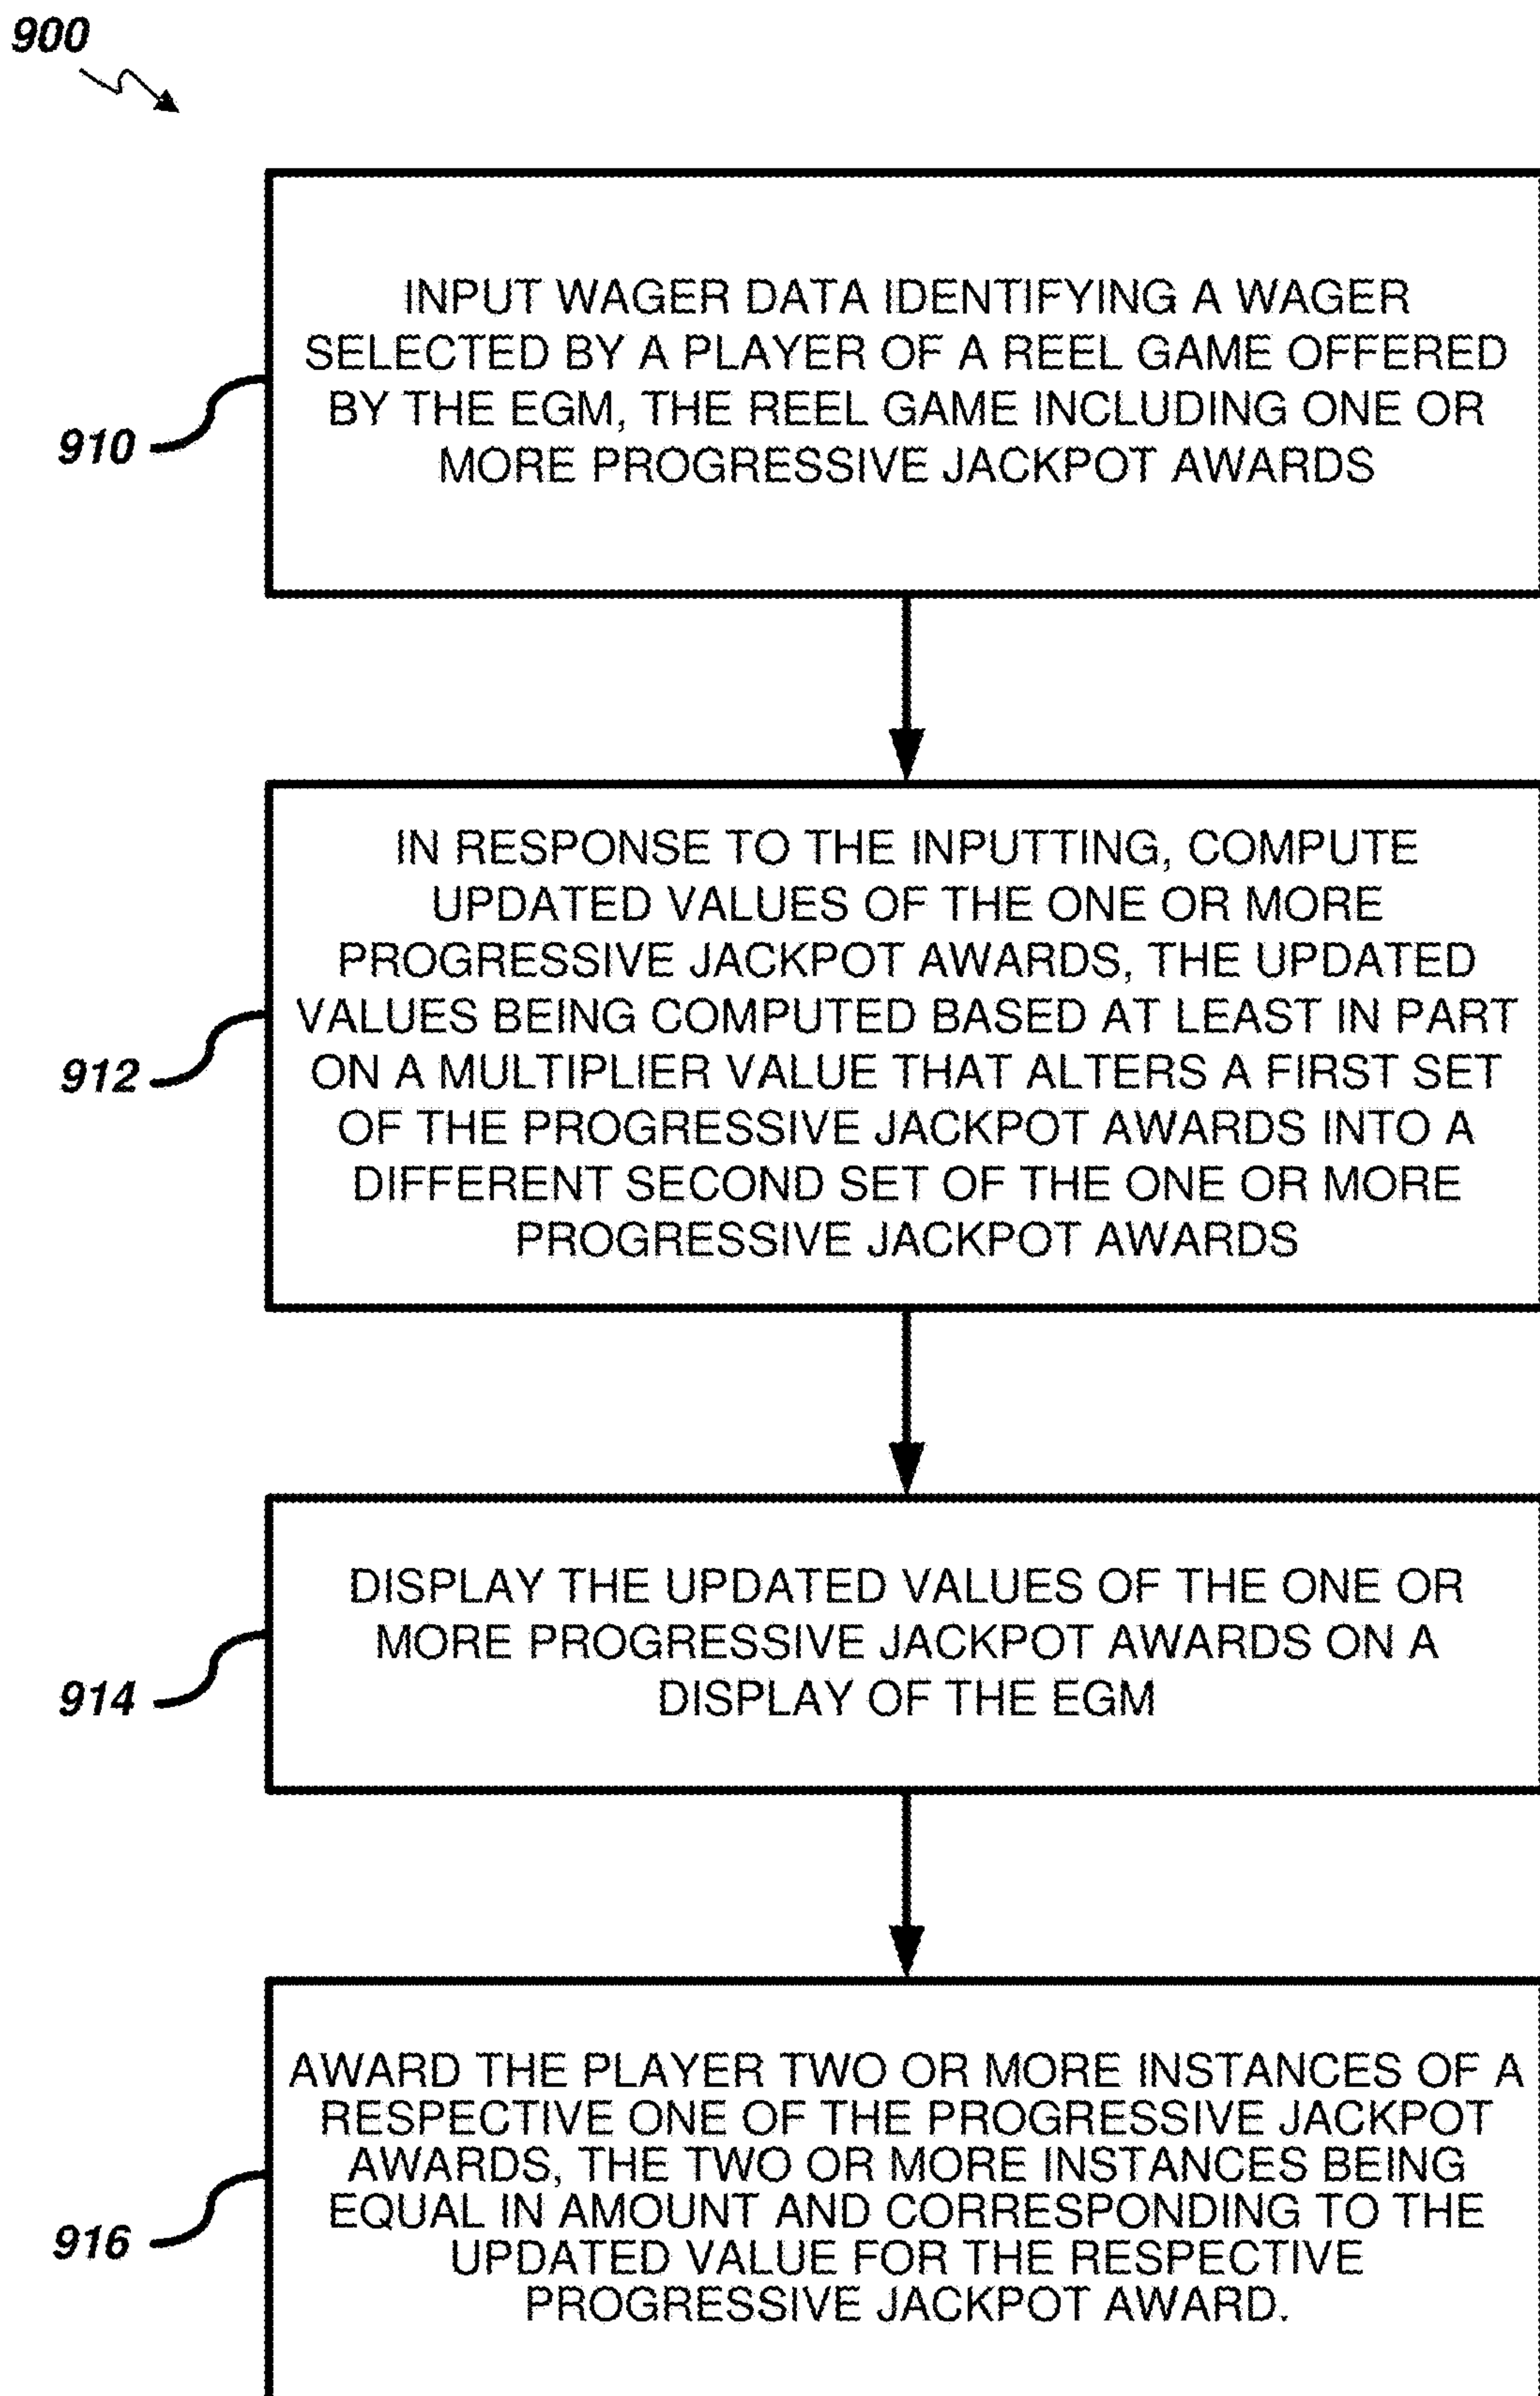 900
INPUT WAGER DATA IDENTIFYING A WAGER
SELECTED BY A PLAYER OF A REEL GAME OFFERED
BY THE EGM, THE REEL GAME INCLUDING ONE OR
MORE PROGRESSIVE JACKPOT AWARDS
910
IN RESPONSE TO THE INPUTTING, COMPUTE
UPDATED VALUES OF THE ONE OR MORE
PROGRESSIVE JACKPOT AWARDS, THE UPDATED
VALUES BEING COMPUTED BASED AT LEAST IN PART
ON A MULTIPLIER VALUE THAT ALTERS A FIRST SET
OF THE PROGRESSIVE JACKPOT AWARDS INTO A
DIFFERENT SECOND SET OF THE ONE OR MORE
PROGRESSIVE JACKPOT AWARDS
912
DISPLAY THE UPDATED VALUES OF THE ONE OR
MORE PROGRESSIVE JACKPOT AWARDS ON A
DISPLAY OF THE EGM
914
AWARD THE PLAYER TWO OR MORE INSTANCES OF A
RESPECTIVE ONE OF THE PROGRESSIVE JACKPOT
AWARDS, THE TWO OR MORE INSTANCES BEING
EQUAL IN AMOUNT AND CORRESPONDING TO THE
UPDATED VALUE FOR THE RESPECTIVE
PROGRESSIVE JACKPOT AWARD.
916